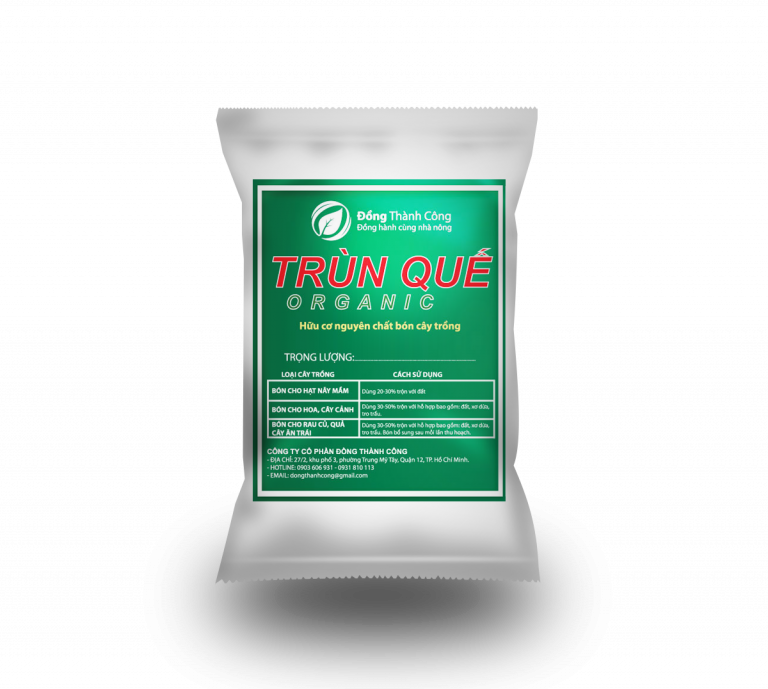 Đồng Thành Công
Đồng hành cùng nhà nông
TRÙN QUẾ
ORGANIC
Hữu cơ nguyên chất bón cây trồng
TRỌNG LƯỢNG:
LOẠI CÂY TRỒNG CÁCH SỬ DỤNG
BÓN CHO HẠT NẢY MẦM Dùng 20-30% trộn với đất
BÓN CHO HOA, CÂY CẢNH Dùng 30-50% trộn với hỗ hợp bao gồm: đất, xơ dừa,
tro trấu.
BÓN CHO RAU CỦ, QUẢ Dùng 30-50% trộn với hỗ hợp bao gồm: đất, xơ dừa,
CÂY ĂN TRÁI tro trấu. Bón bổ sung sau mỗi lần thu hoạch.
CÔNG TY CỔ PHẦN ĐỒNG THÀNH CÔNG
- ĐỊA CHỈ: 27/2, khu phố 3, phường Trung Mỹ Tây, Quận 12, TP. Hồ Chí Minh.
- HOTLINE: 0903 606 931 - 0931 810 113
- EMAIL: dongthanhcong@gmail.com